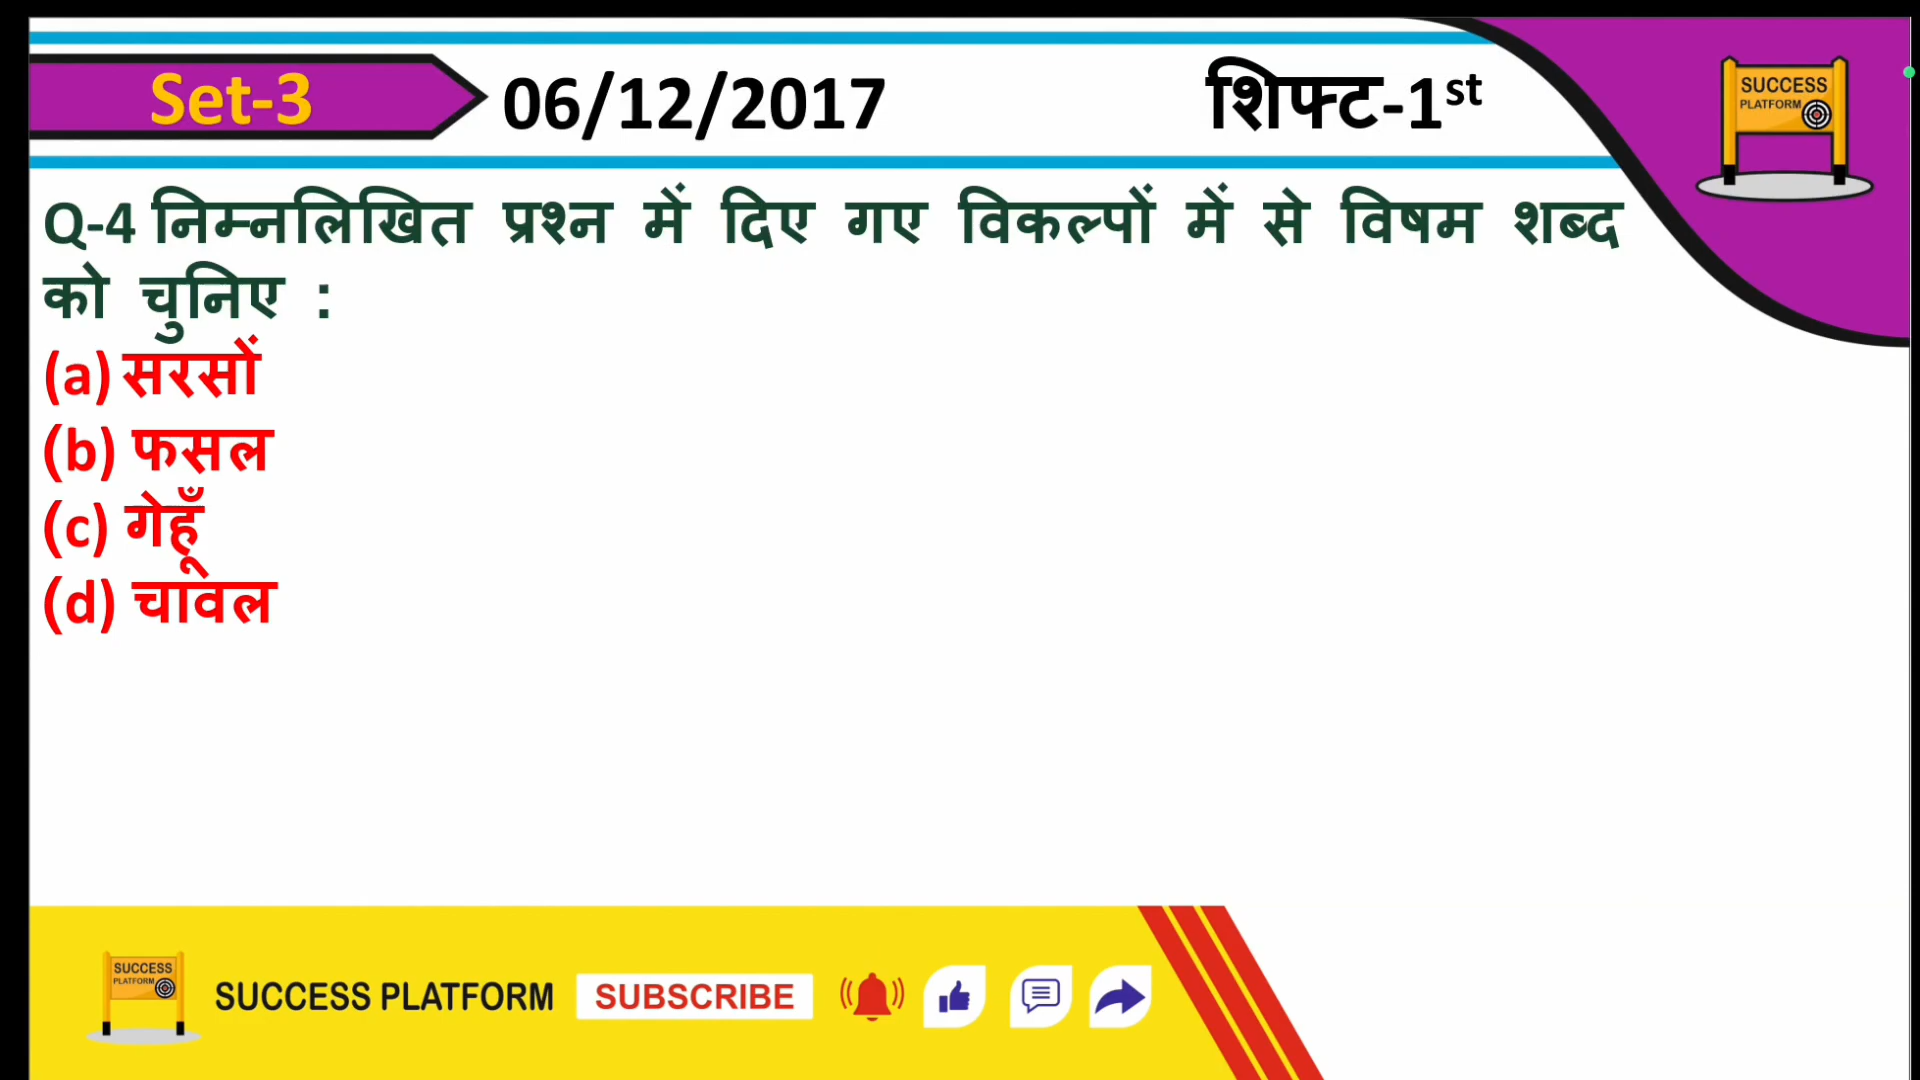 Set-3 06/12/2017 शिफ्ट-1st
SUCCESS
PLATFORM
Q-4 निम्नलिखित प्रश्न में दिए गए विकल्पों में से विषम शब्द
को चुनिए :
(a) सरसों
(b) फसल
(c) गेहूँ
(d) चावल
SUCCESS
PLATFORM
SUCCESS PLATFORM SUBSCRIBE